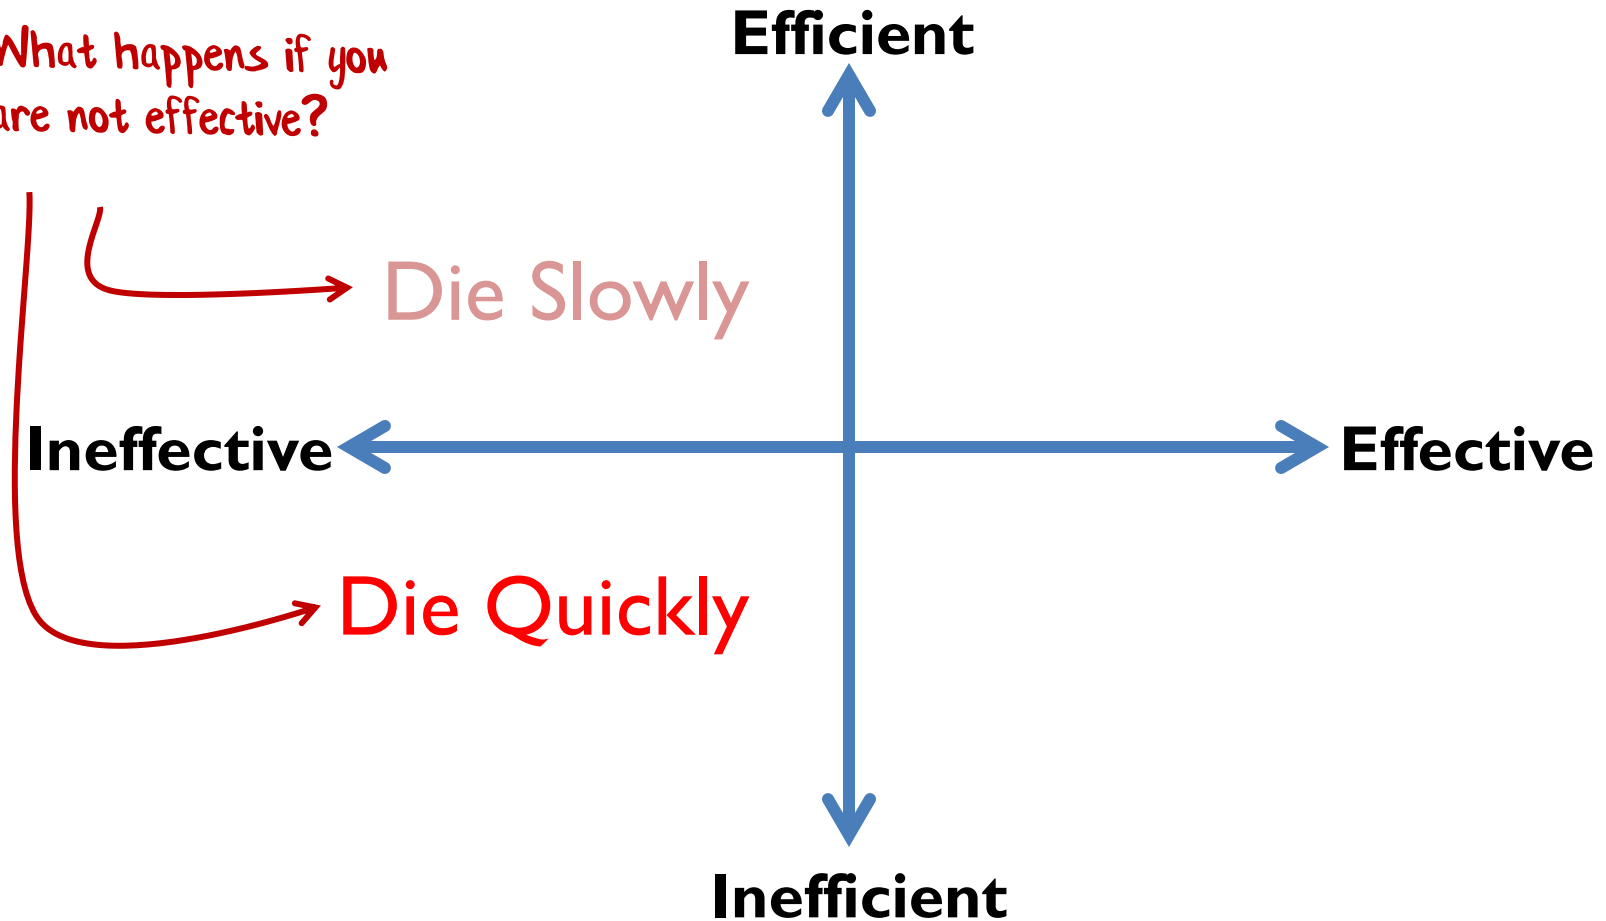 What happens if you
are not effective?
Efficient
Die Slowly
Ineffective
Effective
Die Quickly
Inefficient